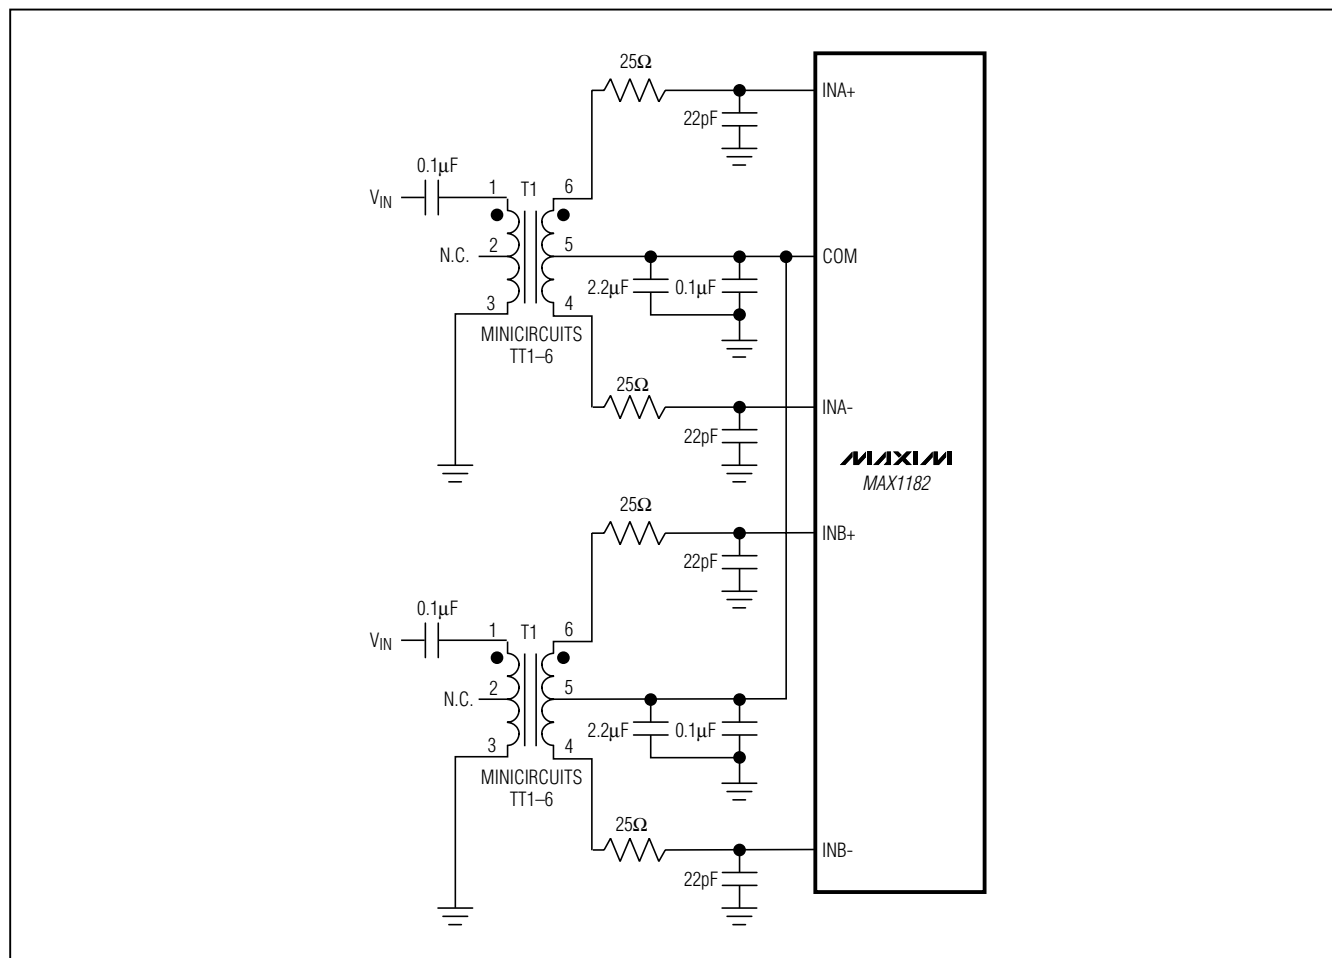 25Ω
INA+
22pF
0.1μF
VIN
1
T1
6
N.C.
2
5
COM
2.2μF
0.1μF
3
4
MINICIRCUITS
TT1–6
25Ω
INA-
22pF
MAXIM
MAX1182
25Ω
INB+
22pF
0.1μF
VIN
1
T1
6
N.C.
2
5
2.2μF
0.1μF
3
4
MINICIRCUITS
TT1–6
25Ω
INB-
22pF